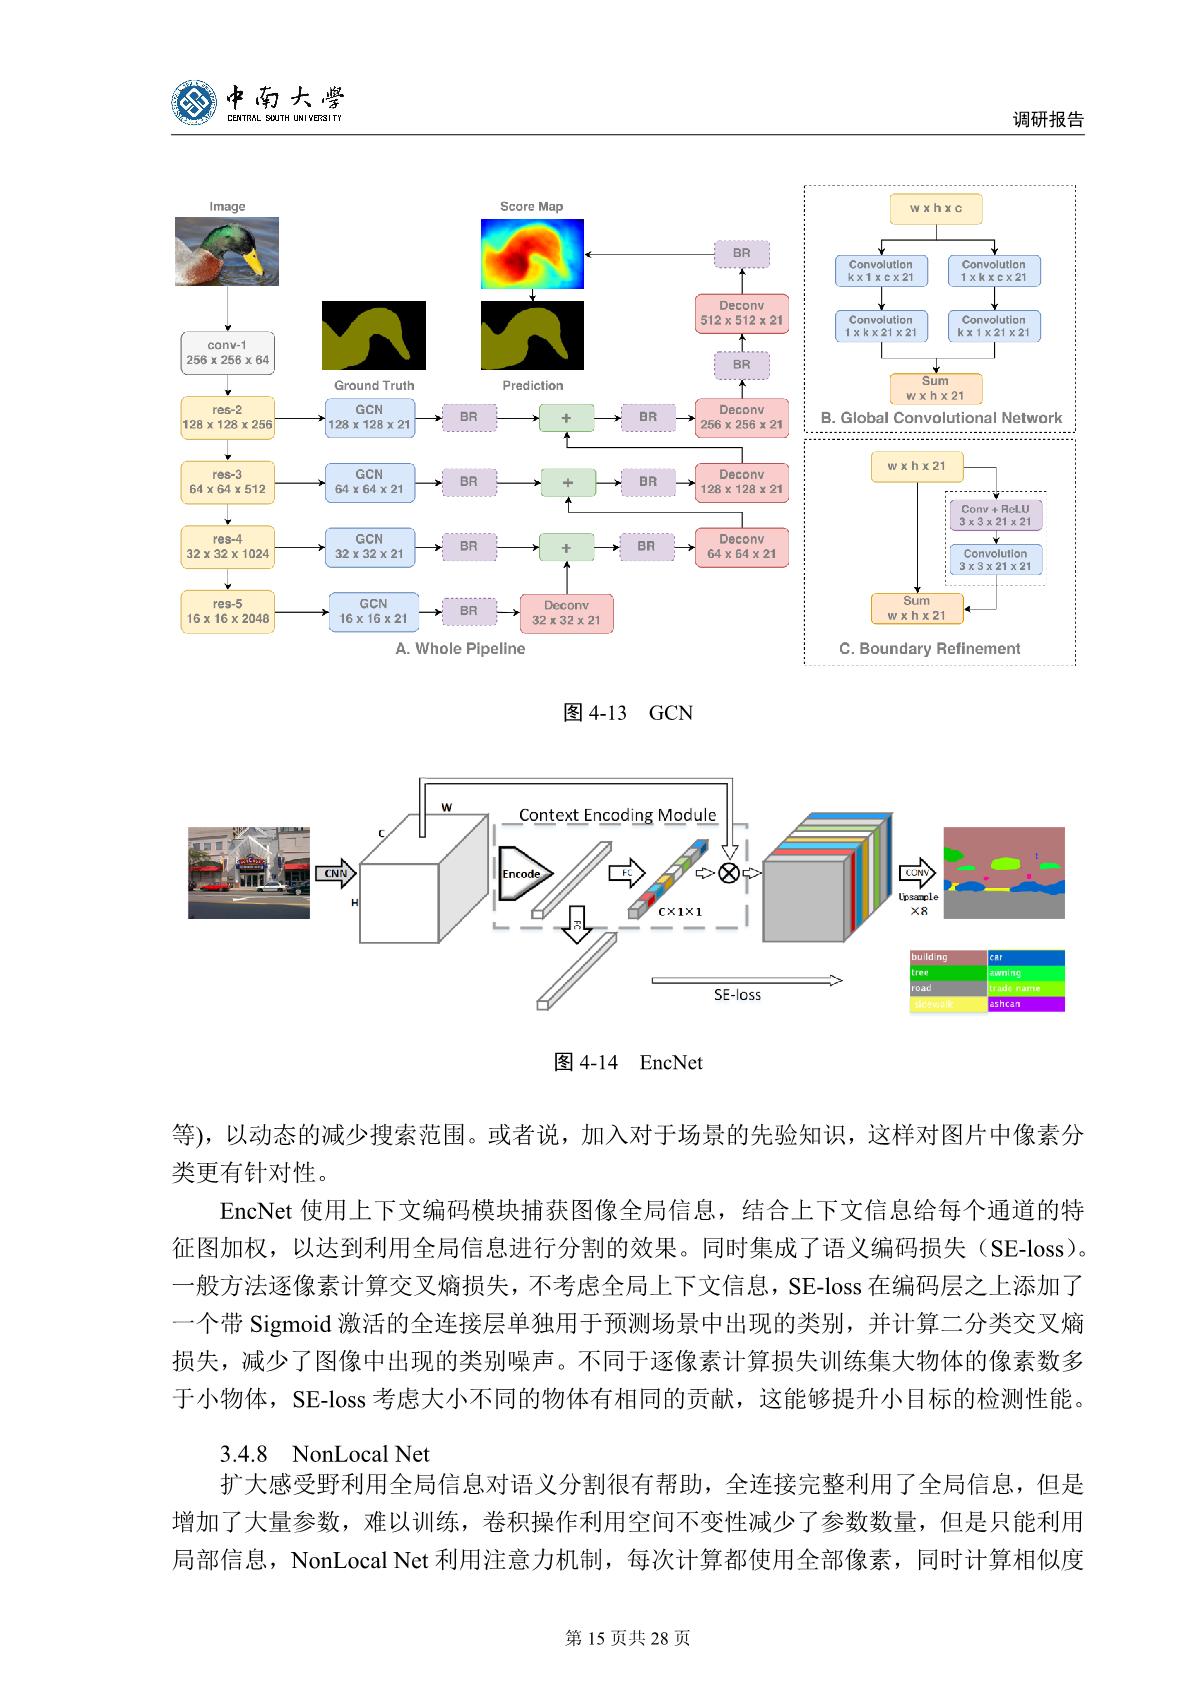 中南大學
CENTRAL SOUTH UNIVERSITY
调研报告
Image
Score Map
conv-1
256 x 256 x 64
Ground Truth
Prediction
BR
Deconv
512 x 512 x 21
BR
res-2
128 x 128 x 256
GCN
128 x 128 x 21
BR
+
BR
Deconv
256 x 256 x 21
res-3
64 x 64 x 512
GCN
64 x 64 x 21
BR
+
BR
Deconv
128 x 128 x 21
res-4
32 x 32 x 1024
GCN
32 x 32 x 21
BR
+
BR
Deconv
64 x 64 x 21
res-5
16 x 16 x 2048
GCN
16 x 16 x 21
BR
Deconv
32 x 32 x 21
A. Whole Pipeline
w x h x c
Convolution
k x 1 x c x 21
Convolution
1 x k x c x 21
Convolution
1 x k x 21 x 21
Convolution
k x 1 x 21 x 21
Sum
w x h x 21
B. Global Convolutional Network
w x h x 21
Conv + ReLU
3 x 3 x 21 x 21
Convolution
3 x 3 x 21 x 21
Sum
w x h x 21
C. Boundary Refinement
图 4-13 GCN
CNN
C
W
H
Context Encoding Module
Encode
FC
C×1×1
FC
SE-loss
CONV
Upsample
×8
building
car
tree
awning
road
trade name
sidewalk
ashcan
图 4-14 EncNet
等)，以动态的减少搜索范围。或者说，加入对于场景的先验知识，这样对图片中像素分
类更有针对性。
EncNet 使用上下文编码模块捕获图像全局信息，结合上下文信息给每个通道的特
征图加权，以达到利用全局信息进行分割的效果。同时集成了语义编码损失（SE-loss）。
一般方法逐像素计算交叉熵损失，不考虑全局上下文信息，SE-loss 在编码层之上添加了
一个带 Sigmoid 激活的全连接层单独用于预测场景中出现的类别，并计算二分类交叉熵
损失，减少了图像中出现的类别噪声。不同于逐像素计算损失训练集大物体的像素数多
于小物体，SE-loss 考虑大小不同的物体有相同的贡献，这能够提升小目标的检测性能。
3.4.8 NonLocal Net
扩大感受野利用全局信息对语义分割很有帮助，全连接完整利用了全局信息，但是
增加了大量参数，难以训练，卷积操作利用空间不变性减少了参数数量，但是只能利用
局部信息，NonLocal Net 利用注意力机制，每次计算都使用全部像素，同时计算相似度
第 15 页共 28 页